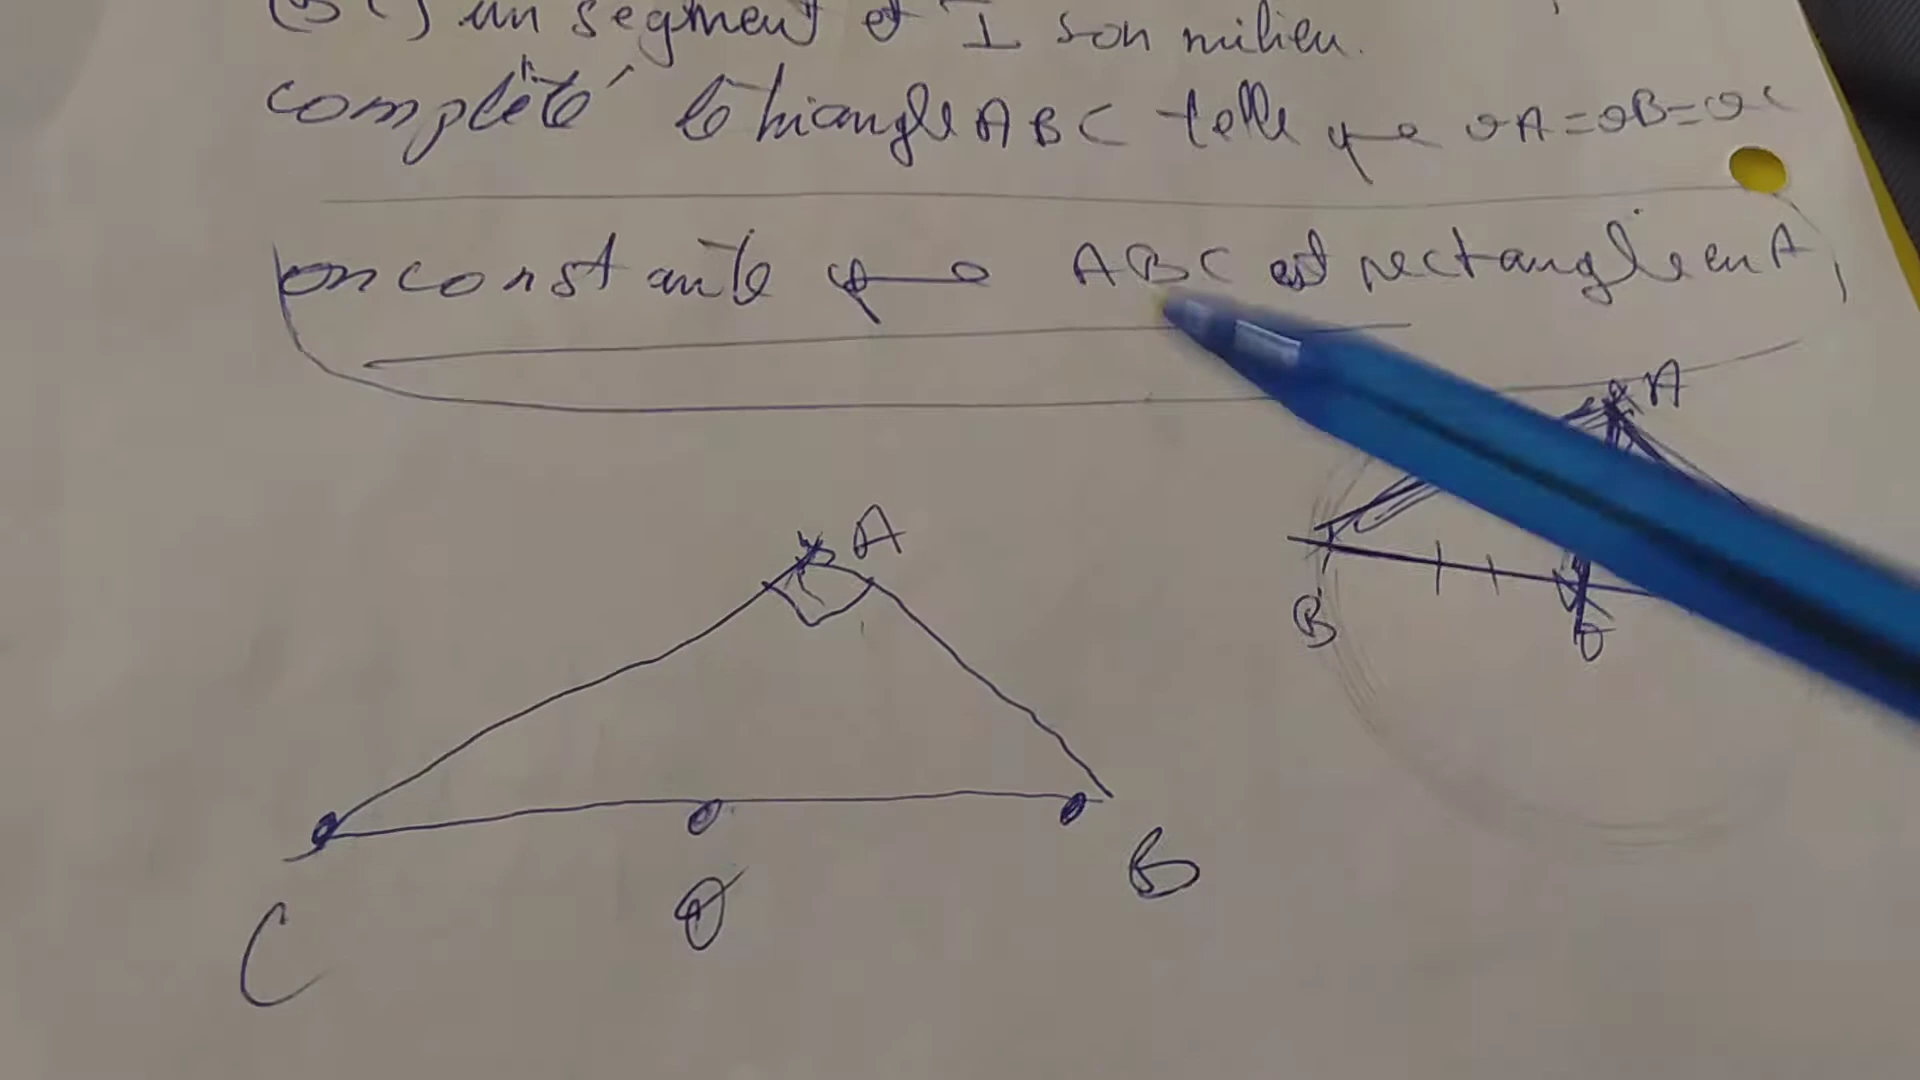 un segment et I son milieu.
complété le triangle ABC telle que OA=OB=OC
on constante que ABC est rectangle en A
A
A
B
O
B
O
C